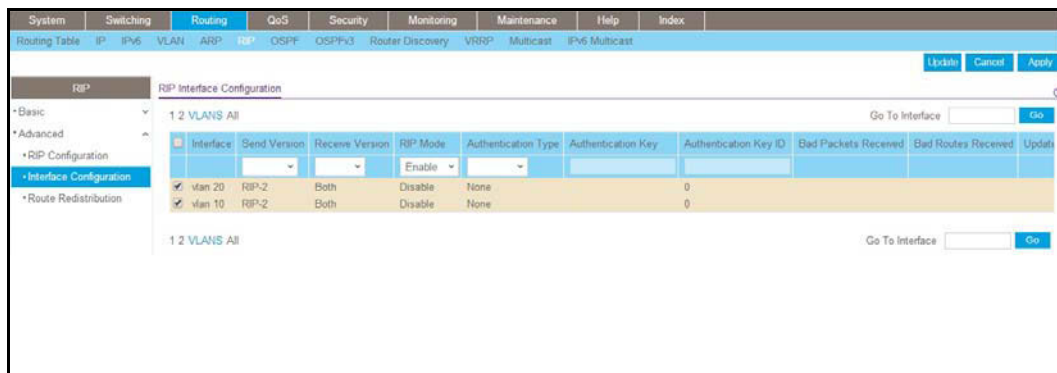 System Switching Routing QoS Security Monitoring Maintenance Help Index
Routing Table IP IPv6 VLAN ARP RIP OSPF OSPFv3 Router Discovery VRRP Multicast IPv6 Multicast
Update Cancel Apply
RIP
Basic
Advanced
RIP Configuration
Interface Configuration
Route Redistribution
RIP Interface Configuration
1 2 VLANS All Go To Interface Go
Interface Send Version Receive Version RIP Mode Authentication Type Authentication Key Authentication Key ID Bad Packets Received Bad Routes Received
Enable
vlan 20 RIP-2 Both Disable None 0
vlan 10 RIP-2 Both Disable None 0
1 2 VLANS All Go To Interface Go